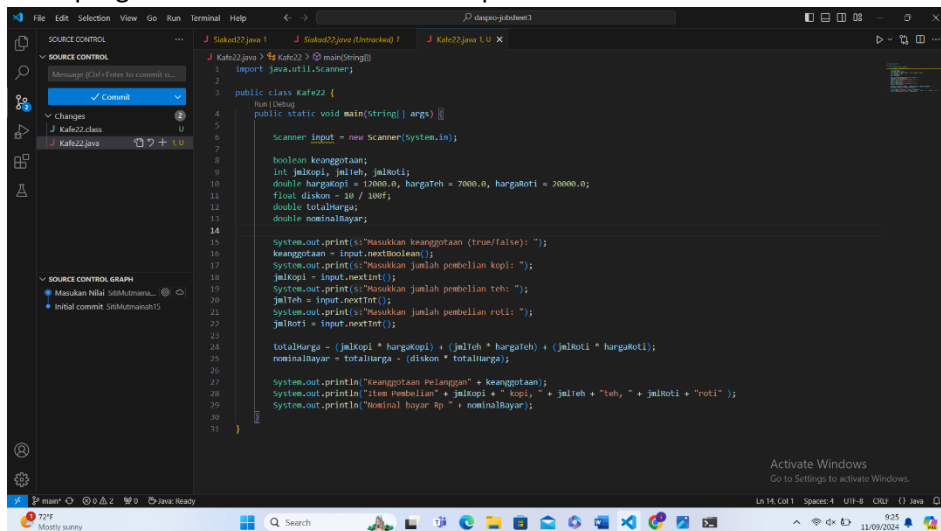 File Edit Selection View Go Run Terminal Help
daspro-jobsheet3
SOURCE CONTROL
SOURCE CONTROL
Message (Ctrl+Enter to commit o...
Commit
Changes 2
Kafe22.class U
Kafe22.java 1, U
SOURCE CONTROL GRAPH
Masukan Nilai SitiMutmaina...
Initial commit SitiMutmainah15
Siakad22.java 1
Siakad22.java (Untracked) 1
Kafe22.java 1, U
Kafe22.java > Kafe22 > main(String[])
1 import java.util.Scanner;
2
3 public class Kafe22 {
Run | Debug
4 public static void main(String[] args) {
5
6 Scanner input = new Scanner(System.in);
7
8 boolean keanggotaan;
9 int jmlKopi, jmlTeh, jmlRoti;
10 double hargaKopi = 12000.0, hargaTeh = 7000.0, hargaRoti = 20000.0;
11 float diskon = 10 / 100f;
12 double totalHarga;
13 double nominalBayar;
14
15 System.out.print(s:"Masukkan keanggotaan (true/false): ");
16 keanggotaan = input.nextBoolean();
17 System.out.print(s:"Masukkan jumlah pembelian kopi: ");
18 jmlKopi = input.nextInt();
19 System.out.print(s:"Masukkan jumlah pembelian teh: ");
20 jmlTeh = input.nextInt();
21 System.out.print(s:"Masukkan jumlah pembelian roti: ");
22 jmlRoti = input.nextInt();
23
24 totalHarga = (jmlKopi * hargaKopi) + (jmlTeh * hargaTeh) + (jmlRoti * hargaRoti);
25 nominalBayar = totalHarga - (diskon * totalHarga);
26
27 System.out.println("Keanggotaan Pelanggan" + keanggotaan);
28 System.out.println("Item Pembelian" + jmlKopi + " kopi, " + jmlTeh + "teh, " + jmlRoti + "roti" );
29 System.out.println("Nominal bayar Rp " + nominalBayar);
30 }
31 }
Activate Windows
Go to Settings to activate Windows.
main* 0 2 0 Java: Ready
Ln 14, Col 1 Spaces: 4 UTF-8 CRLF {} Java
72°F
Mostly sunny
Search
9:25
11/09/2024